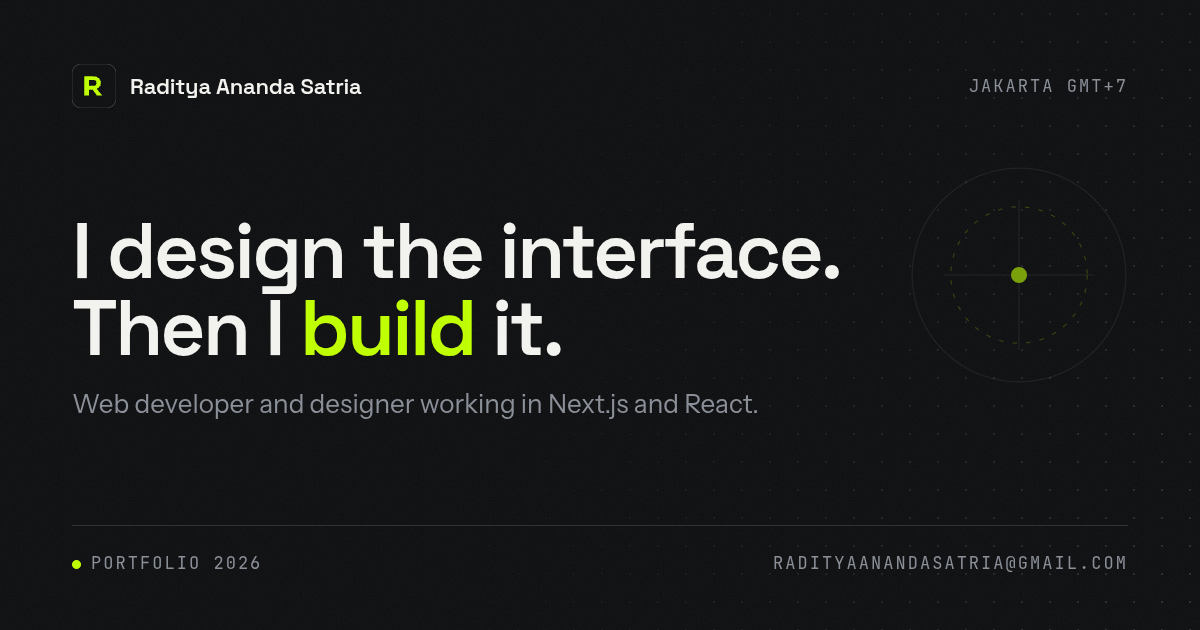 R
Raditya Ananda Satria
JAKARTA GMT+7
I design the interface.
Then I build it.
Web developer and designer working in Next.js and React.
PORTFOLIO 2026
RADITYAANANDASATRIA@GMAIL.COM